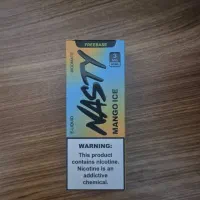 FREEBASE
NASTY
MANGO ICE
WARNING:
This product
contains nicotine.
Nicotine is an
addictive
chemical.